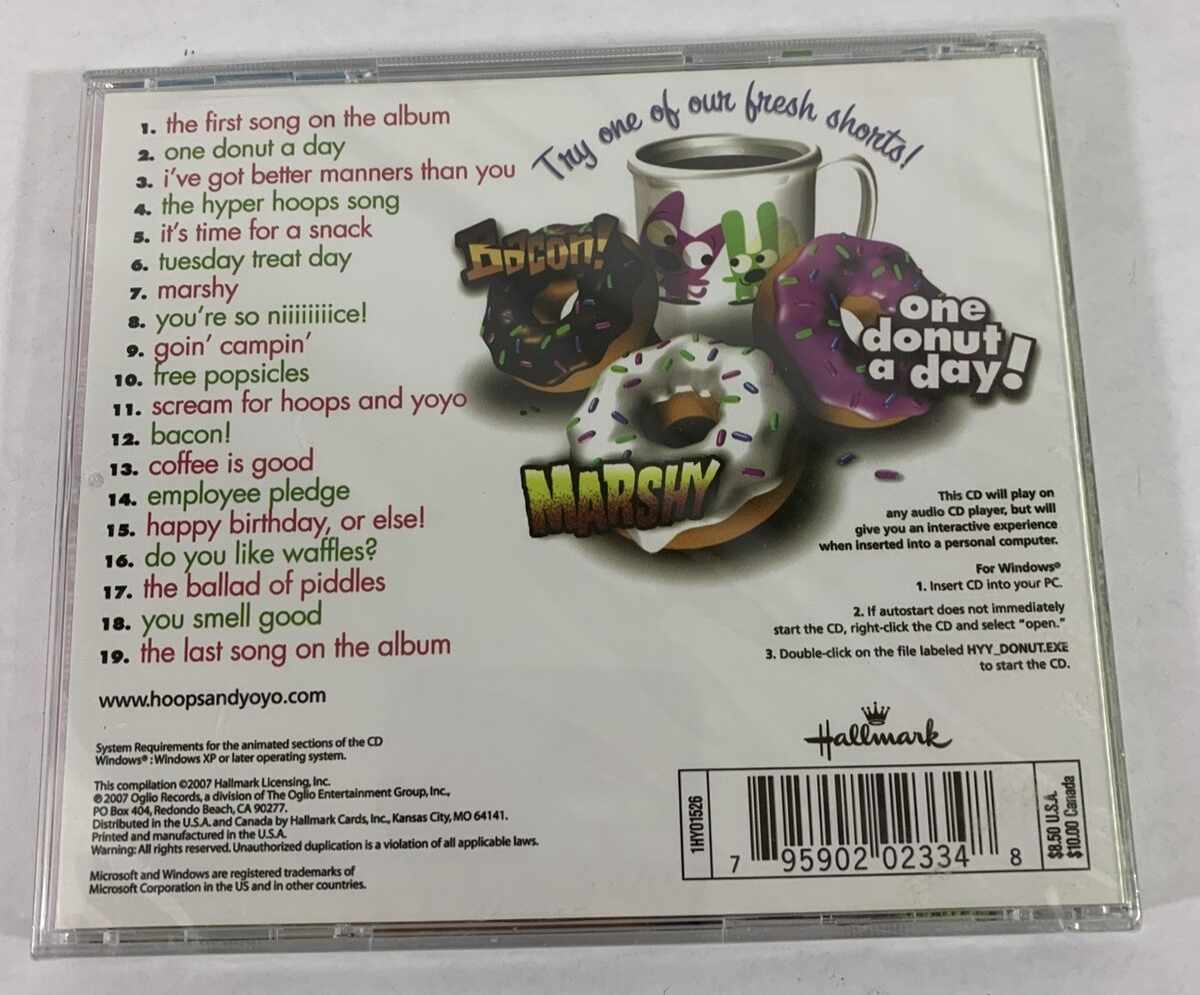 1. the first song on the album
2. one donut a day
3. i've got better manners than you
4. the hyper hoops song
5. it's time for a snack
6. tuesday treat day
7. marshy
8. you're so niiiiiiiice!
9. goin' campin'
10. free popsicles
11. scream for hoops and yoyo
12. bacon!
13. coffee is good
14. employee pledge
15. happy birthday, or else!
16. do you like waffles?
17. the ballad of piddles
18. you smell good
19. the last song on the album
www.hoopsandyoyo.com
System Requirements for the animated sections of the CD
Windows®: Windows XP or later operating system.
This compilation ©2007 Hallmark Licensing, Inc.
℗ 2007 Oglio Records, a division of The Oglio Entertainment Group, Inc.,
PO Box 404, Redondo Beach, CA 90277.
Distributed in the U.S.A. and Canada by Hallmark Cards, Inc., Kansas City, MO 64141.
Printed and manufactured in the U.S.A.
Warning: All rights reserved. Unauthorized duplication is a violation of all applicable laws.
Microsoft and Windows are registered trademarks of
Microsoft Corporation in the US and in other countries.
Try one of our fresh shorts!
Bacon!
one
donut
a day!
MARSHY
This CD will play on
any audio CD player, but will
give you an interactive experience
when inserted into a personal computer.
For Windows®
1. Insert CD into your PC.
2. If autostart does not immediately
start the CD, right-click the CD and select "open."
3. Double-click on the file labeled HYY_DONUT.EXE
to start the CD.
Hallmark
1HY01526
7 95902 02334 8
$8.50 U.S.A.
$10.00 Canada